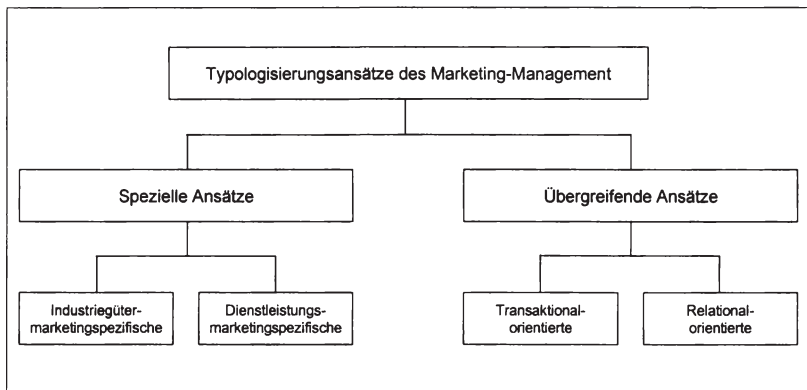 Typologisierungsansätze des Marketing-Management
Spezielle Ansätze
Übergreifende Ansätze
Industriegüter-
marketingspezifische
Dienstleistungs-
marketingspezifische
Transaktional-
orientierte
Relational-
orientierte